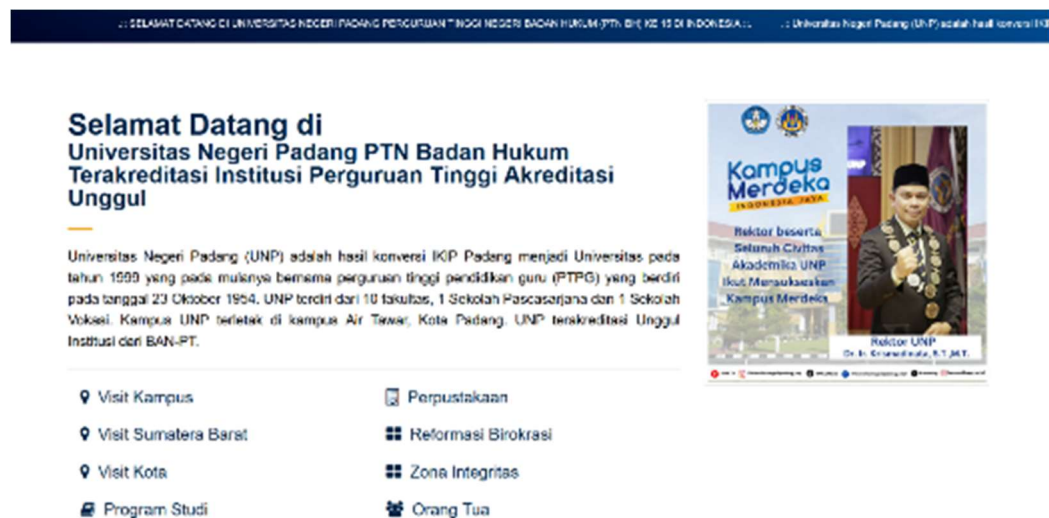 .:: SELAMAT DATANG DI UNIVERSITAS NEGERI PADANG PERGURUAN TINGGI NEGERI BADAN HUKUM (PTN BH) KE 15 DI INDONESIA ::.
.:: Universitas Negeri Padang (UNP) adalah hasil konversi IKIP
Selamat Datang di
Universitas Negeri Padang PTN Badan Hukum
Terakreditasi Institusi Perguruan Tinggi Akreditasi
Unggul
Universitas Negeri Padang (UNP) adalah hasil konversi IKIP Padang menjadi Universitas pada
tahun 1999 yang pada mulanya bernama perguruan tinggi pendidikan guru (PTPG) yang berdiri
pada tanggal 23 Oktober 1954. UNP terdiri dari 10 fakultas, 1 Sekolah Pascasarjana dan 1 Sekolah
Vokasi. Kampus UNP terletak di kampus Air Tawar, Kota Padang. UNP terakreditasi Unggul
Institusi dari BAN-PT.
Kampus
Merdeka
INDONESIA JAYA
Rektor beserta
Seluruh Civitas
Akademika UNP
Ikut Mensukseskan
Kampus Merdeka
Rektor UNP
Dr. Ir. Krismadinata, S.T.,M.T.
Visit Kampus
Visit Sumatera Barat
Visit Kota
Program Studi
Perpustakaan
Reformasi Birokrasi
Zona Integritas
Orang Tua